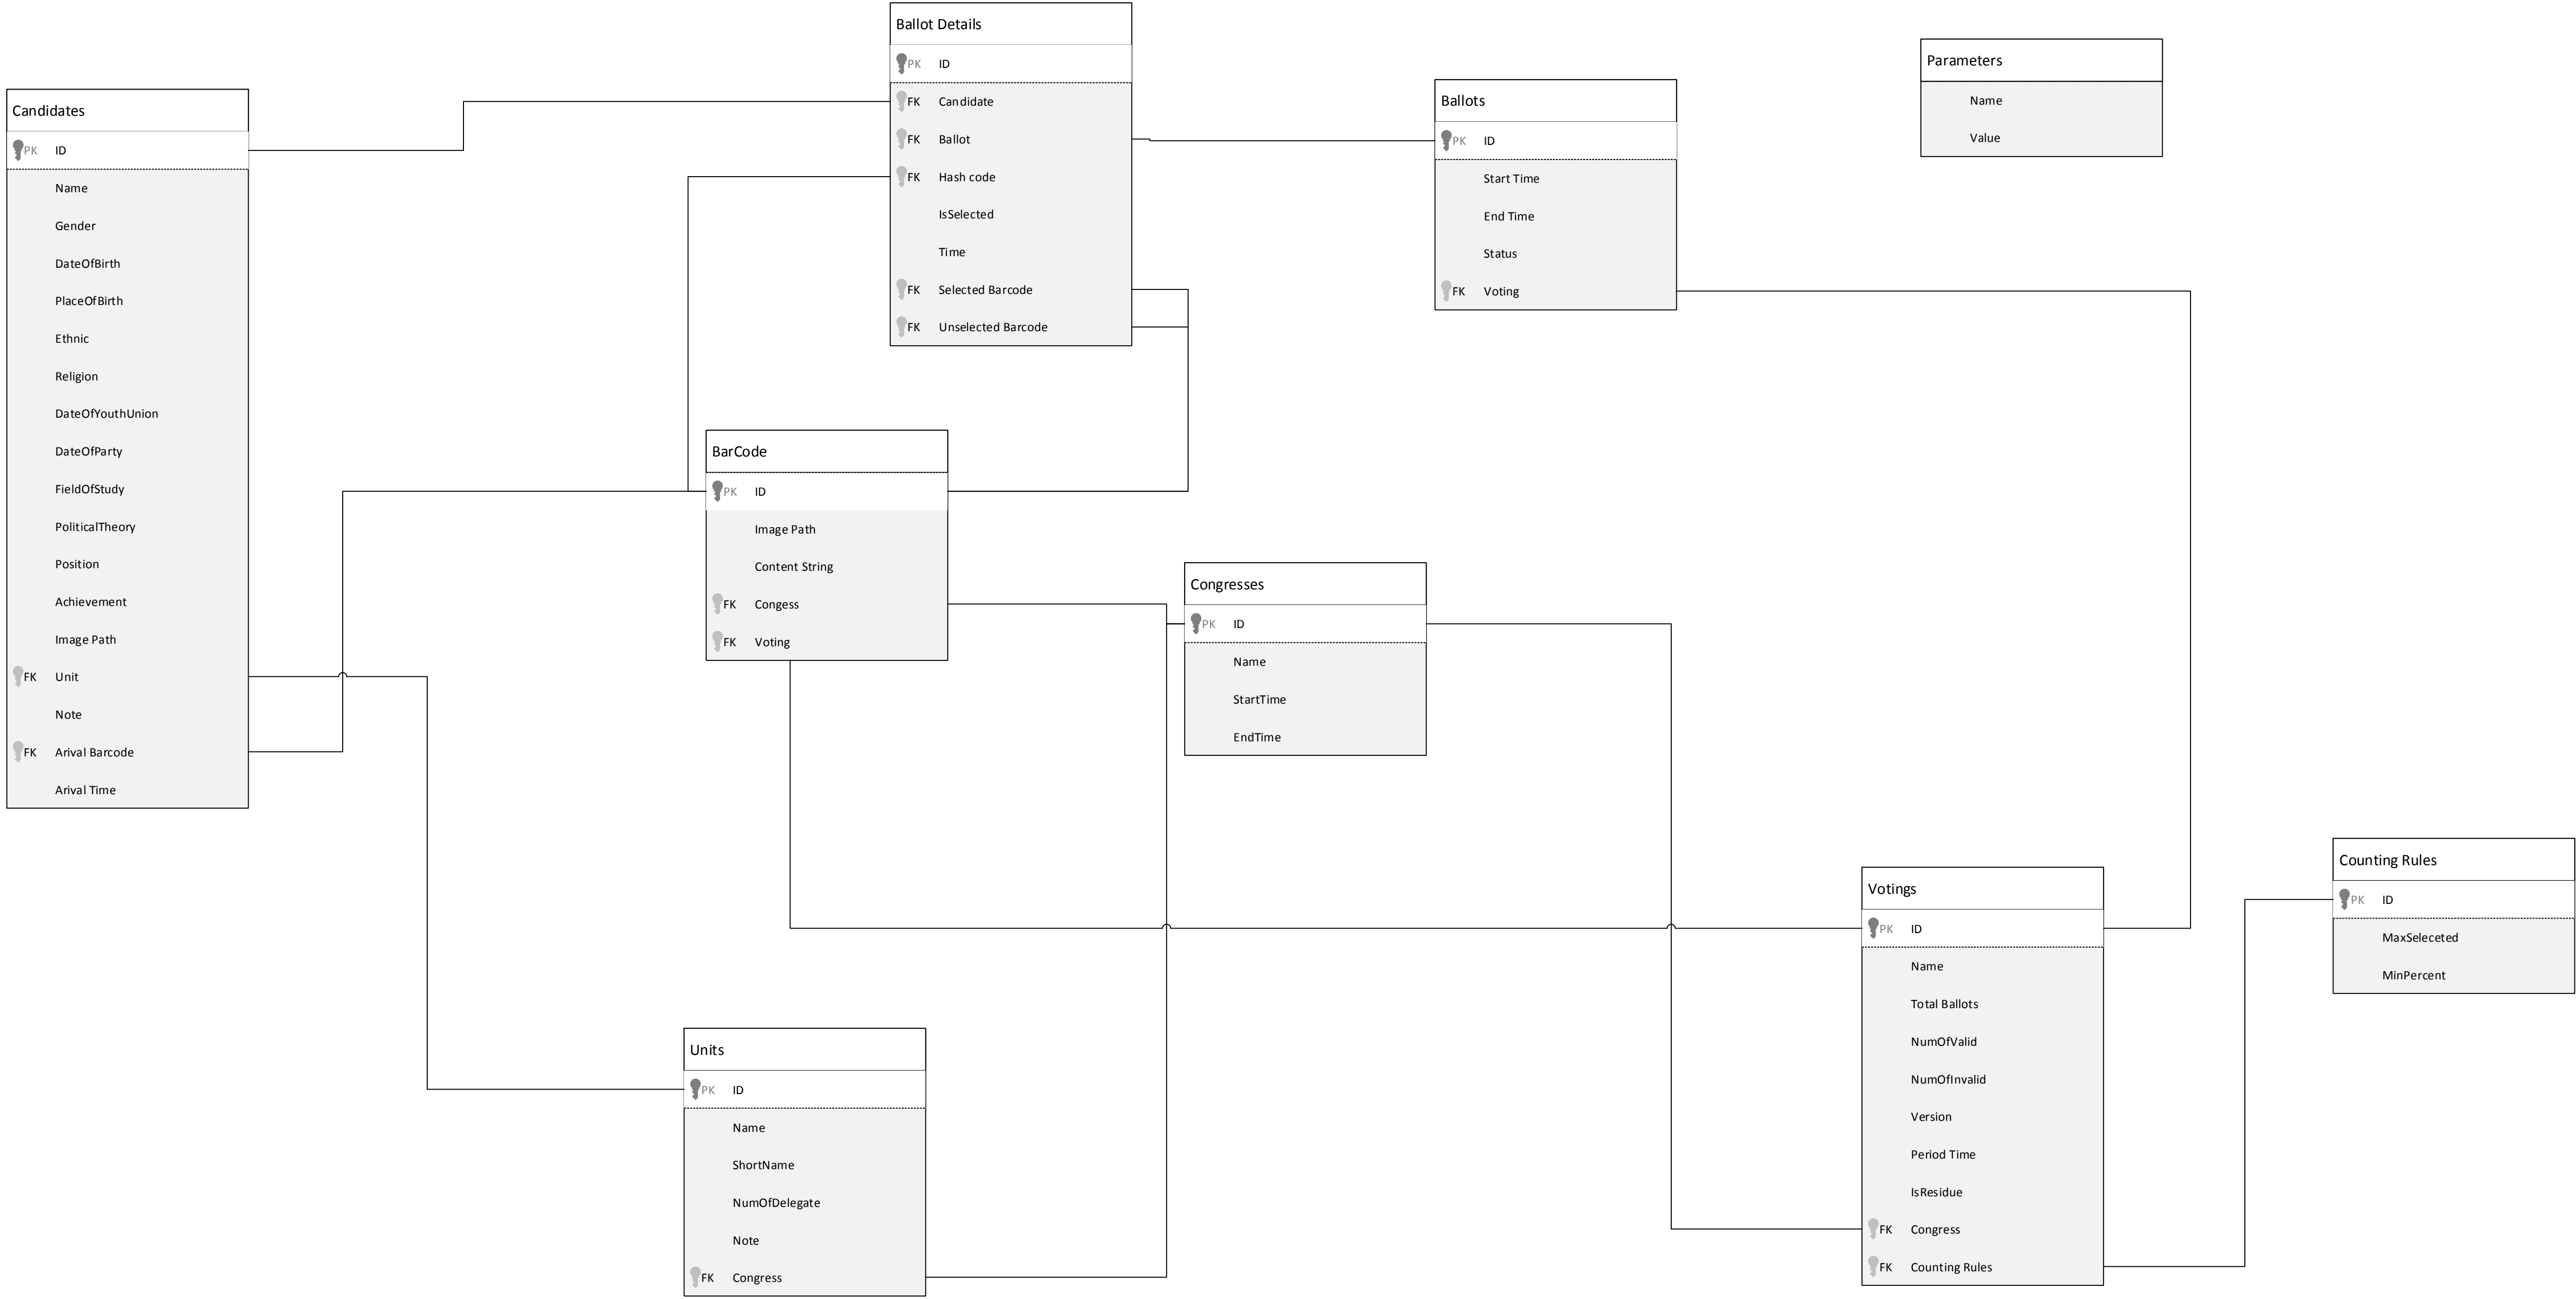 Ballot Details
PK ID
FK Candidate
FK Ballot
FK Hash code
IsSelected
Time
FK Selected Barcode
FK Unselected Barcode
Parameters
Name
Value
Ballots
PK ID
Start Time
End Time
Status
FK Voting
Candidates
PK ID
Name
Gender
DateOfBirth
PlaceOfBirth
Ethnic
Religion
DateOfYouthUnion
DateOfParty
FieldOfStudy
PoliticalTheory
Position
Achievement
Image Path
FK Unit
Note
FK Arival Barcode
Arival Time
BarCode
PK ID
Image Path
Content String
FK Congess
FK Voting
Congresses
PK ID
Name
StartTime
EndTime
Votings
PK ID
Name
Total Ballots
NumOfValid
NumOfInvalid
Version
Period Time
IsResidue
FK Congress
FK Counting Rules
Counting Rules
PK ID
MaxSeleceted
MinPercent
Units
PK ID
Name
ShortName
NumOfDelegate
Note
FK Congress